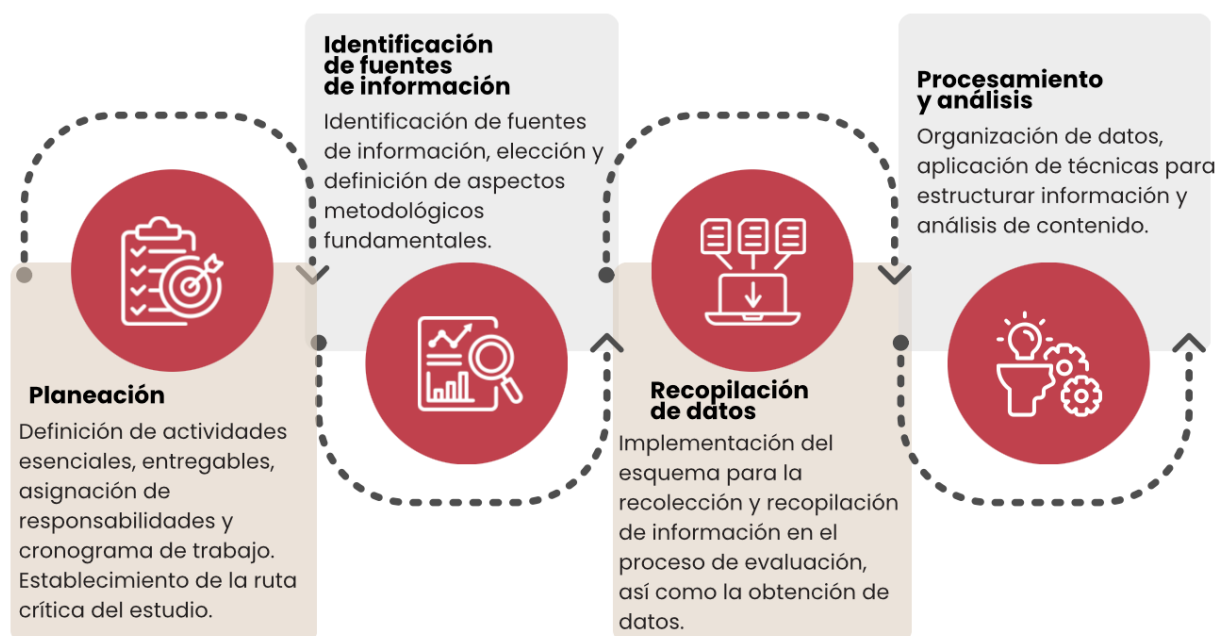 Planeación
Definición de actividades
esenciales, entregables,
asignación de
responsabilidades y
cronograma de trabajo.
Establecimiento de la ruta
crítica del estudio.
Identificación
de fuentes
de información
Identificación de fuentes
de información, elección y
definición de aspectos
metodológicos
fundamentales.
Recopilación
de datos
Implementación del
esquema para la
recolección y recopilación
de información en el
proceso de evaluación,
así como la obtención de
datos.
Procesamiento
y análisis
Organización de datos,
aplicación de técnicas para
estructurar información y
análisis de contenido.